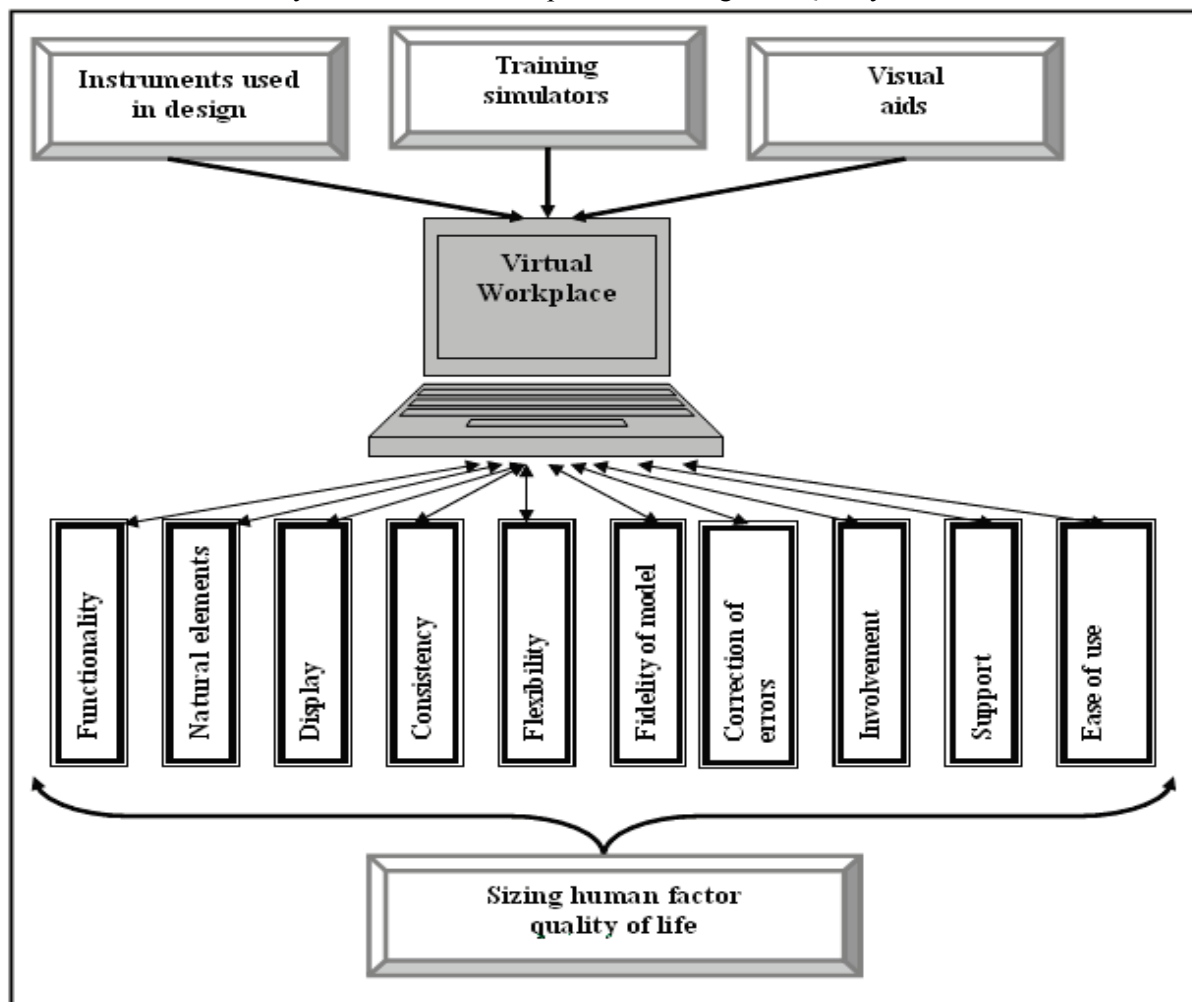 Instruments used
in design
Training
simulators
Visual
aids
Virtual
Workplace
Functionality
Natural elements
Display
Consistency
Flexibility
Fidelity of model
Correction of
errors
Involvement
Support
Ease of use
Sizing human factor
quality of life